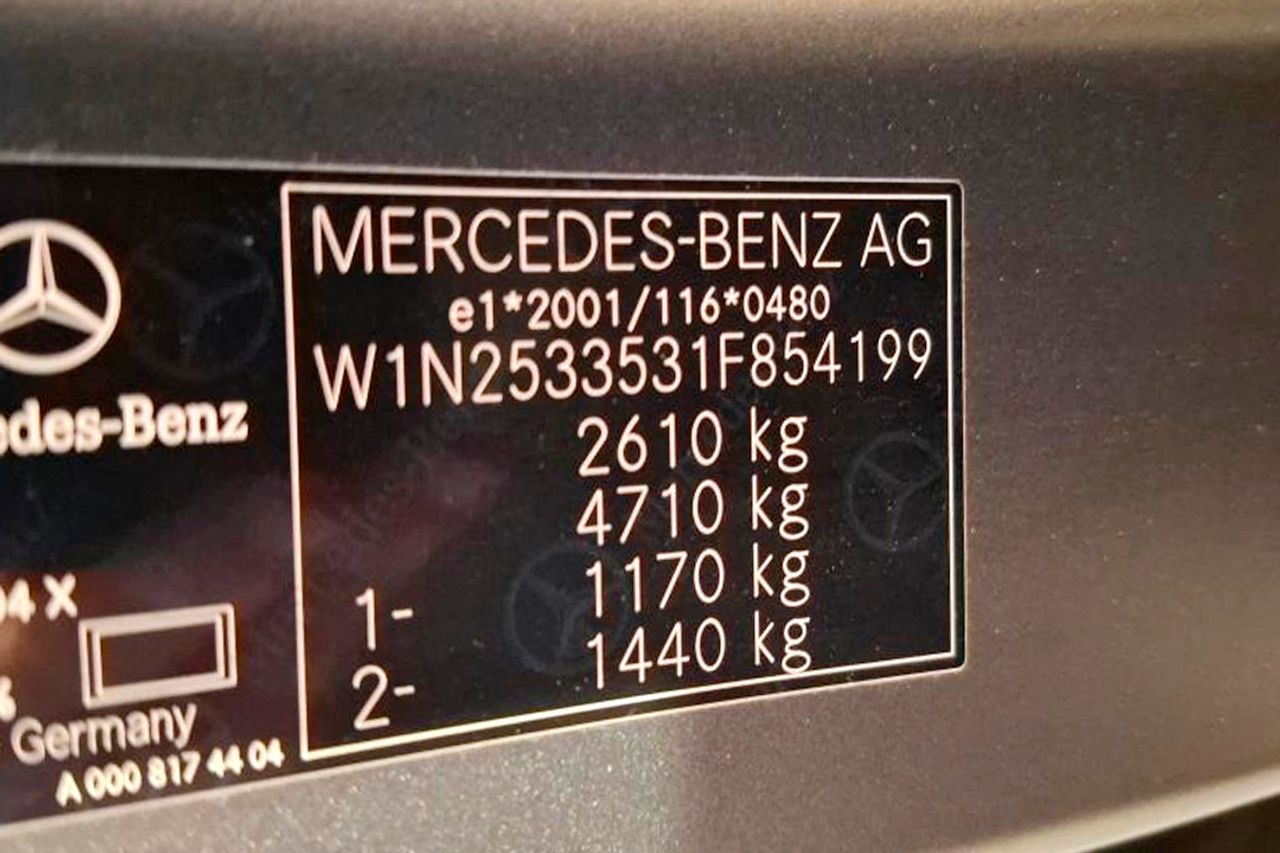 MERCEDES-BENZ AG
e1*2001/116*0480
W1N2533531F854199
2610 kg
4710 kg
1- 1170 kg
2- 1440 kg
edes-Benz
04 X
Germany
A 000 817 44 04